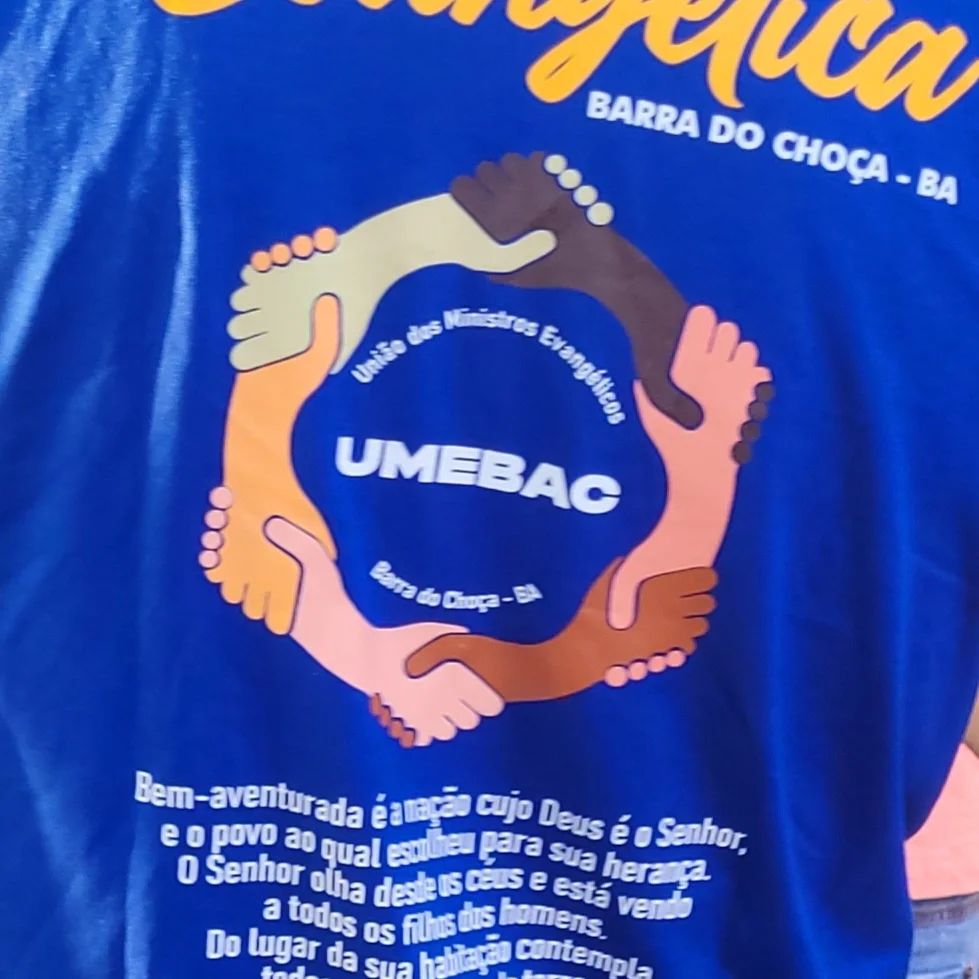 Evangélica
BARRA DO CHOÇA - BA
União dos Ministros Evangélicos
UMEBAC
Barra do Choça - BA
Bem-aventurada é a nação cujo Deus é o Senhor,
e o povo ao qual escolheu para sua herança.
O Senhor olha desde os céus e está vendo
a todos os filhos dos homens.
Do lugar da sua habitação contempla